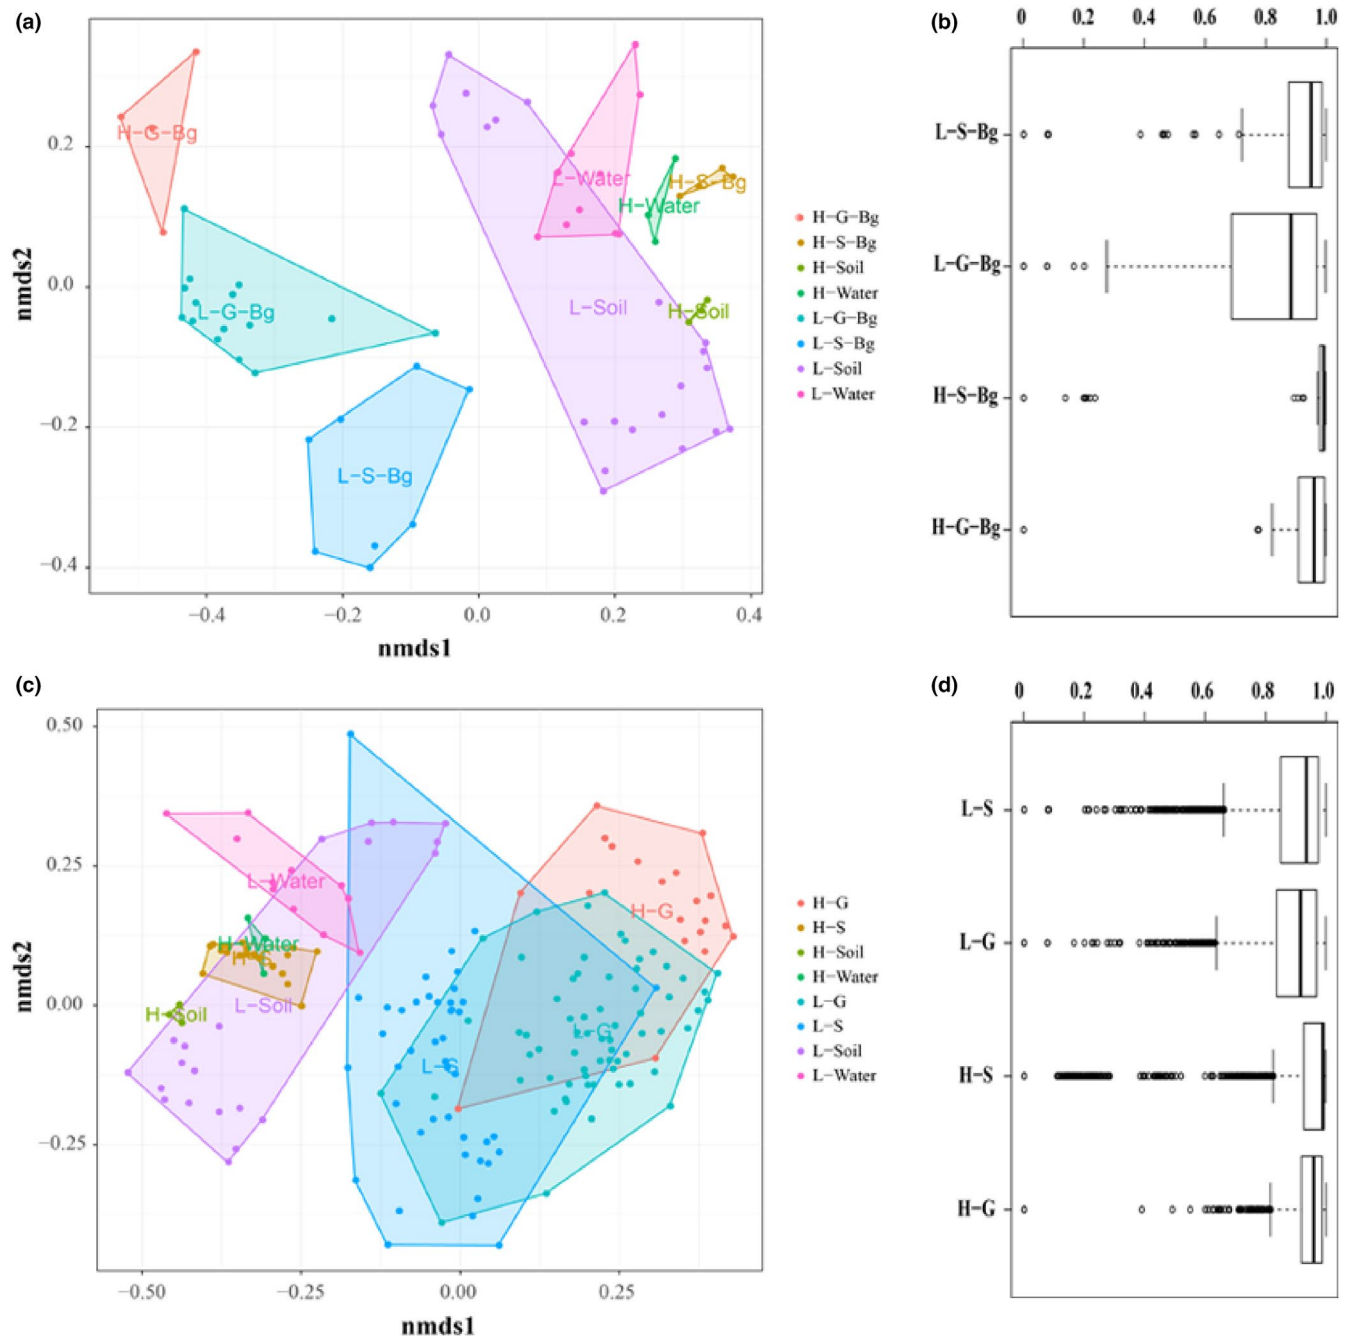 (a)
0.2
0.0
−0.2
−0.4
−0.4
−0.2
0.0
0.2
0.4
nmds2
nmds1
H−G−Bg
L−G−Bg
L−S−Bg
L−Soil
L−Water
H−Water
H−S−Bg
H−Soil
H−G−Bg
H−S−Bg
H−Soil
H−Water
L−G−Bg
L−S−Bg
L−Soil
L−Water
(b)
0 0.2 0.4 0.6 0.8 1.0
L−S−Bg
L−G−Bg
H−S−Bg
H−G−Bg
(c)
0.50
0.25
0.00
−0.25
−0.50
−0.25
0.00
0.25
nmds2
nmds1
L−Water
H−Water
H−S
L−Soil
H−Soil
L−S
L−G
H−G
H−G
H−S
H−Soil
H−Water
L−G
L−S
L−Soil
L−Water
(d)
0 0.2 0.4 0.6 0.8 1.0
L−S
L−G
H−S
H−G